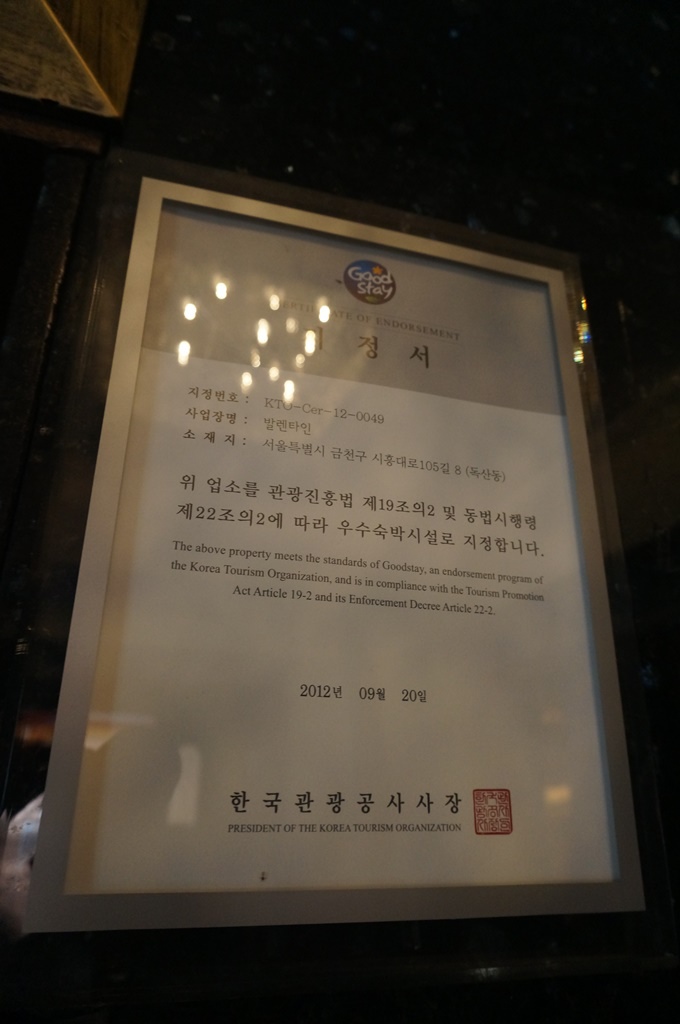 Good
stay
CERTIFICATE OF ENDORSEMENT
지 정 서
지정번호 : KTO-Cer-12-0049
사업장명 : 발렌타인
소 재 지 : 서울특별시 금천구 시흥대로105길 8 (독산동)
위 업소를 관광진흥법 제19조의2 및 동법시행령
제22조의2에 따라 우수숙박시설로 지정합니다.
The above property meets the standards of Goodstay, an endorsement program of
the Korea Tourism Organization, and is in compliance with the Tourism Promotion
Act Article 19-2 and its Enforcement Decree Article 22-2.
2012년 09월 20일
한국관광공사사장
PRESIDENT OF THE KOREA TOURISM ORGANIZATION